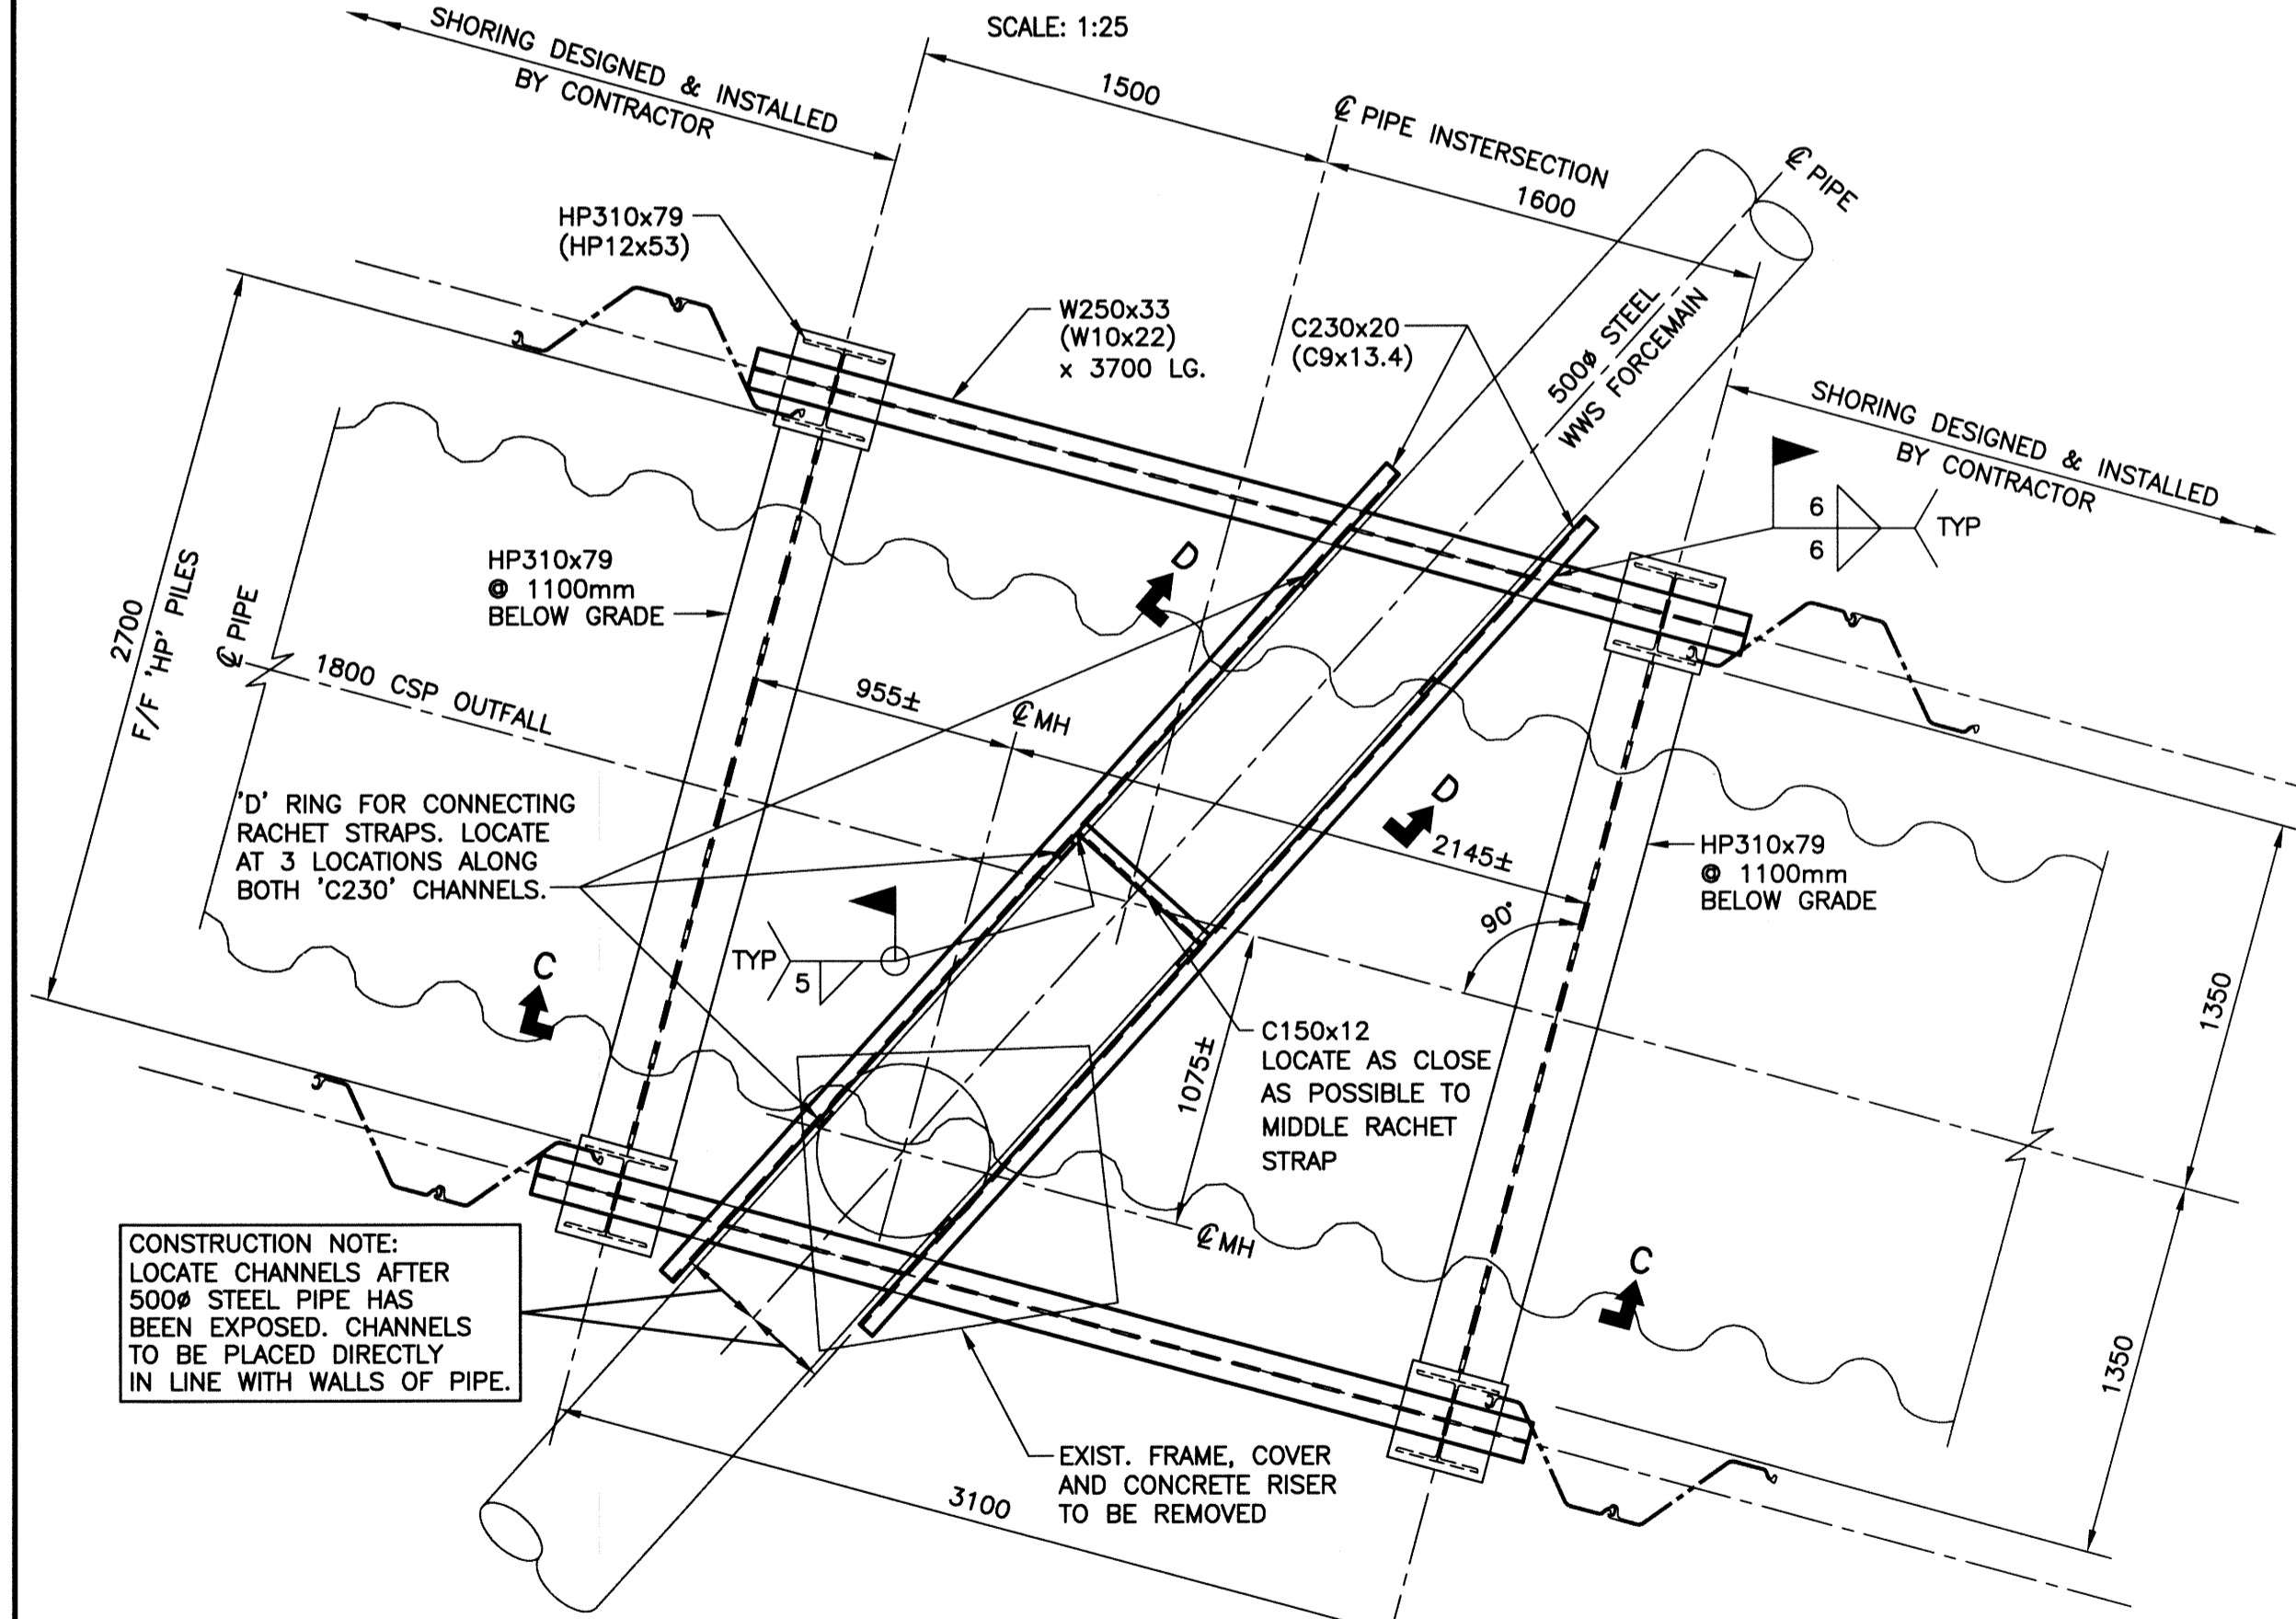 SCALE: 1:25
SHORING DESIGNED & INSTALLED
BY CONTRACTOR
1500
℄ PIPE INSTERSECTION
1600
℄ PIPE
HP310x79
(HP12x53)
W250x33
(W10x22)
x 3700 LG.
C230x20
(C9x13.4)
500ø STEEL
WWS FORCEMAIN
SHORING DESIGNED & INSTALLED
BY CONTRACTOR
6
6
TYP
HP310x79
@ 1100mm
BELOW GRADE
D
2700
F/F 'HP' PILES
℄ PIPE
1800 CSP OUTFALL
955±
℄ MH
D
2145±
'D' RING FOR CONNECTING
RACHET STRAPS. LOCATE
AT 3 LOCATIONS ALONG
BOTH 'C230' CHANNELS.
HP310x79
@ 1100mm
BELOW GRADE
90°
TYP
5
C
1350
C150x12
LOCATE AS CLOSE
AS POSSIBLE TO
MIDDLE RACHET
STRAP
1075±
℄ MH
C
CONSTRUCTION NOTE:
LOCATE CHANNELS AFTER
500ø STEEL PIPE HAS
BEEN EXPOSED. CHANNELS
TO BE PLACED DIRECTLY
IN LINE WITH WALLS OF PIPE.
1350
EXIST. FRAME, COVER
AND CONCRETE RISER
TO BE REMOVED
3100